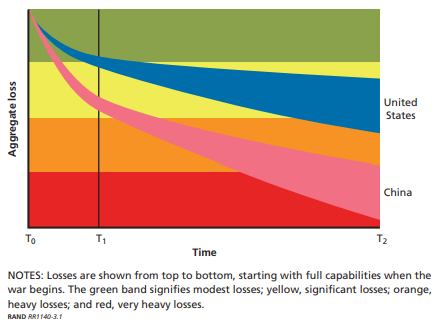 Aggregate loss
United
States
China
T0
T1
T2
Time
NOTES: Losses are shown from top to bottom, starting with full capabilities when the
war begins. The green band signifies modest losses; yellow, significant losses; orange,
heavy losses; and red, very heavy losses.
RAND RR1140-3.1